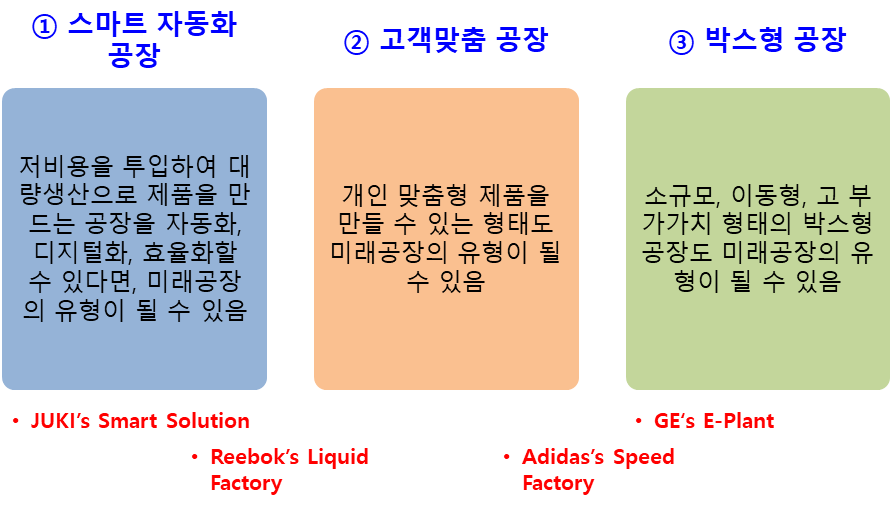 ① 스마트 자동화
공장
② 고객맞춤 공장
③ 박스형 공장
저비용을 투입하여 대
량생산으로 제품을 만
드는 공장을 자동화,
디지털화, 효율화할
수 있다면, 미래공장
의 유형이 될 수 있음
개인 맞춤형 제품을
만들 수 있는 형태도
미래공장의 유형이 될
수 있음
소규모, 이동형, 고 부
가가치 형태의 박스형
공장도 미래공장의 유
형이 될 수 있음
• JUKI’s Smart Solution
• Reebok’s Liquid
Factory
• Adidas’s Speed
Factory
• GE’s E-Plant